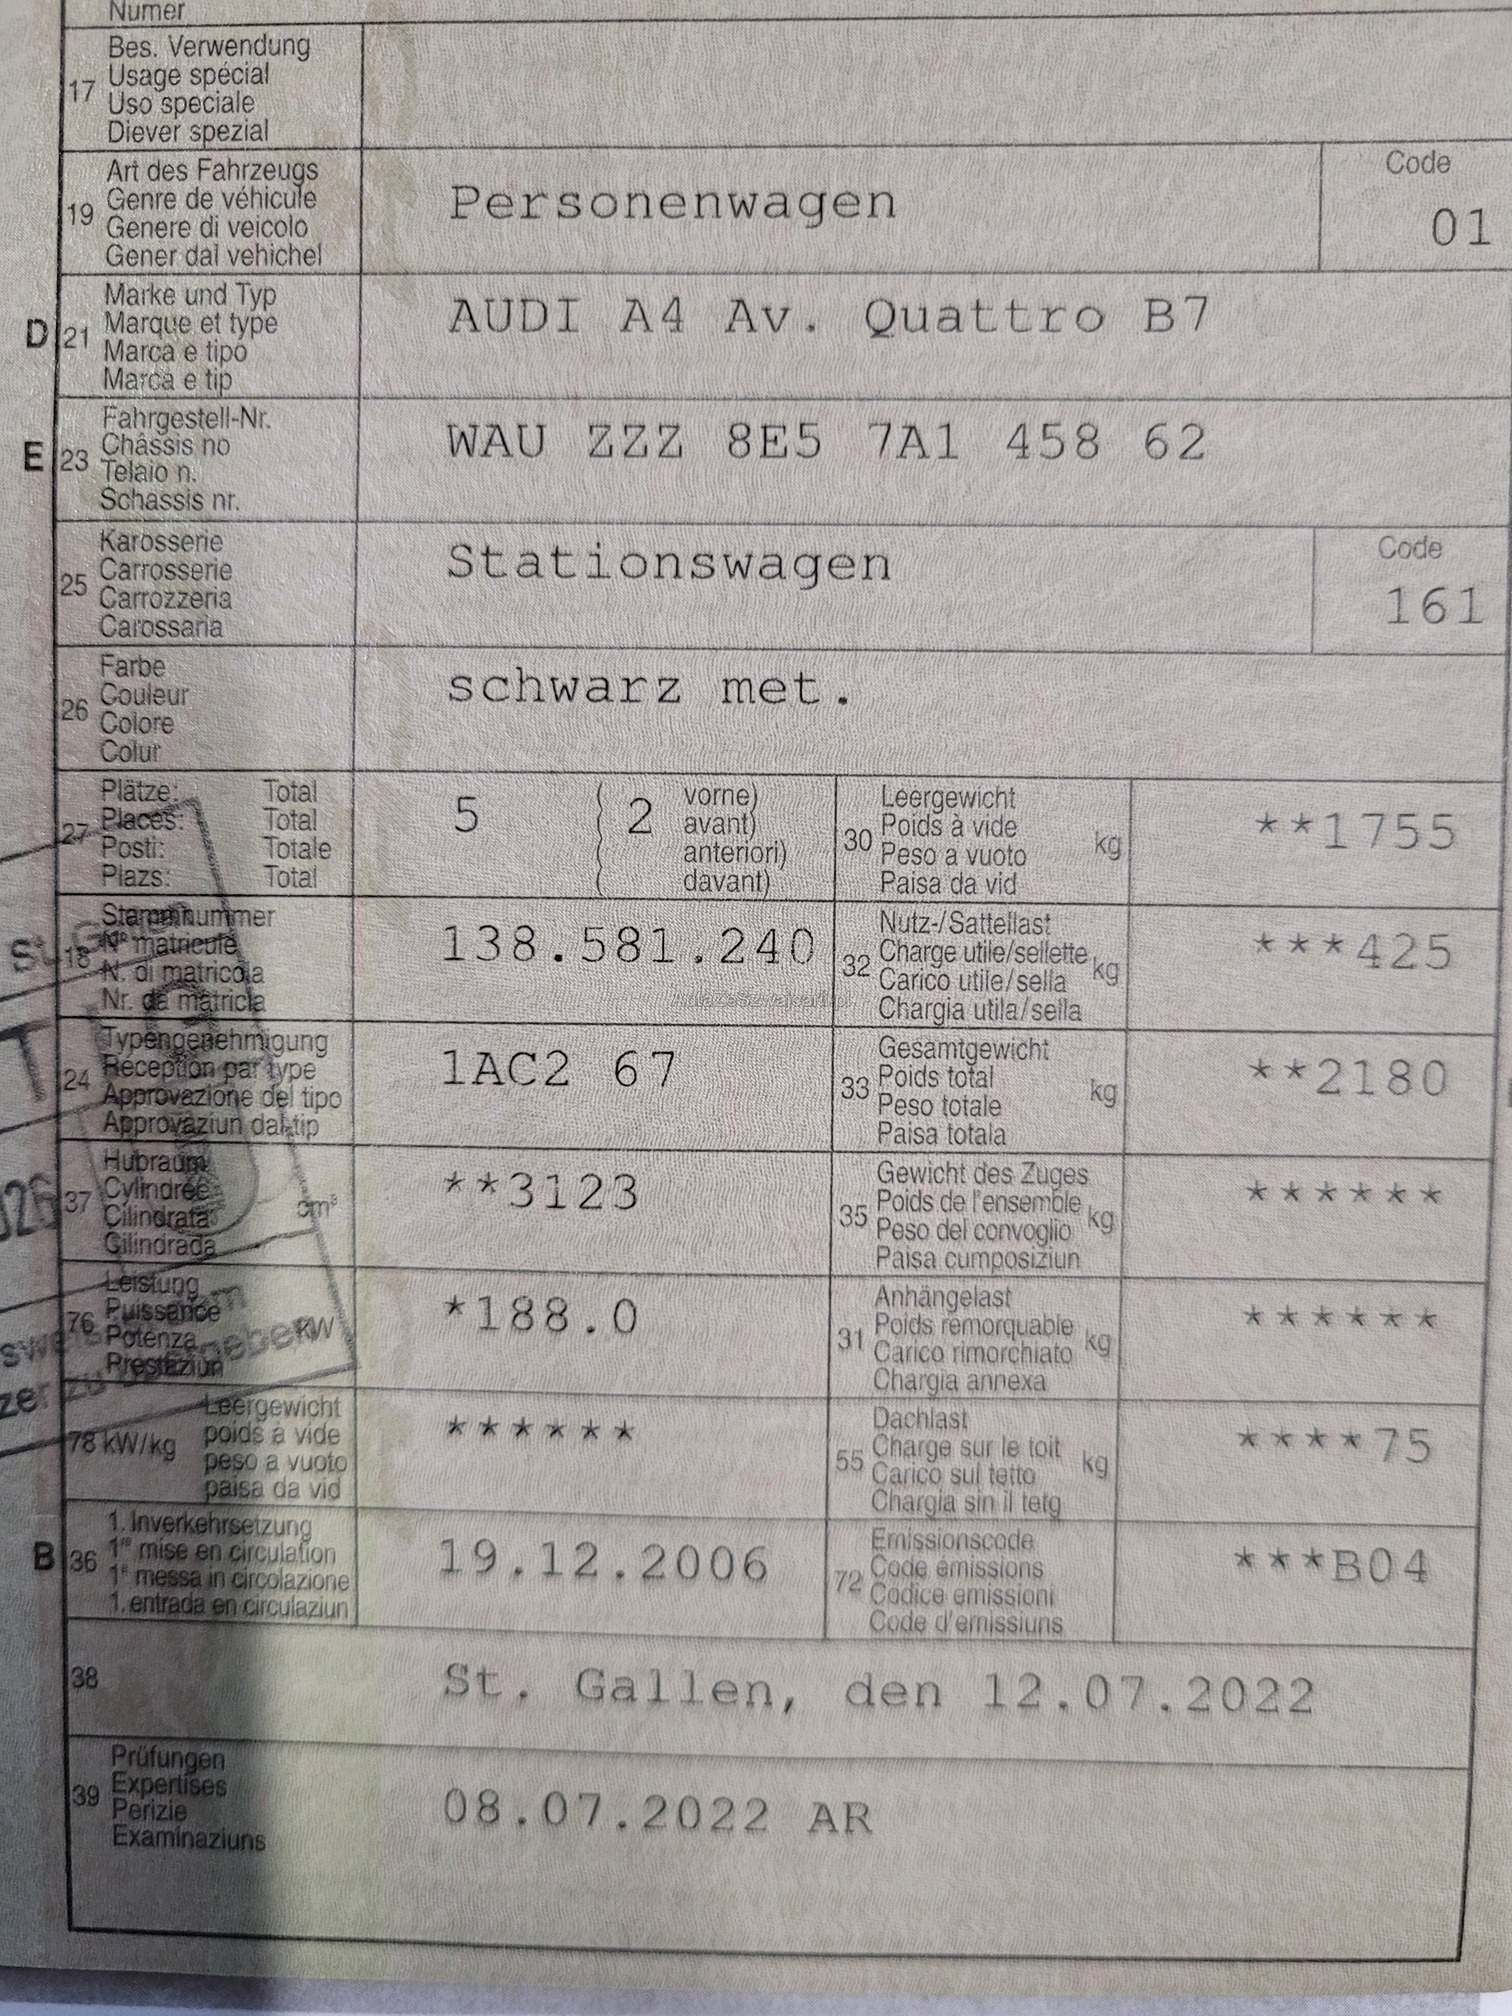 Numer
17
Bes. Verwendung
Usage spécial
Uso speciale
Diever spezial
19
Art des Fahrzeugs
Genre de véhicule
Genere di veicolo
Gener dal vehichel
Personenwagen
Code
01
D
21
Marke und Typ
Marque et type
Marca e tipo
Marca e tip
AUDI A4 Av. Quattro B7
E
23
Fahrgestell-Nr.
Châssis no
Telaio n.
Schassis nr.
WAU ZZZ 8E5 7A1 458 62
25
Karosserie
Carrosserie
Carrozzeria
Carossaria
Stationswagen
Code
161
26
Farbe
Couleur
Colore
Colur
schwarz met.
27
Plätze: Total
Places: Total
Posti: Totale
Plazs: Total
5
( 2 vorne)
avant)
( anteriori)
( davant)
30
Leergewicht
Poids à vide
Peso a vuoto
Paisa da vid
kg
**1755
18
Stammnummer
N° matricule
N. di matricola
Nr. da matricla
138.581.240
32
Nutz-/Sattellast
Charge utile/sellette
Carico utile/sella
Chargia utila/sella
kg
***425
AutaZeSzwajcarii.pl
24
Typengenehmigung
Réception par type
Approvazione del tipo
Approvaziun dal tip
1AC2 67
33
Gesamtgewicht
Poids total
Peso totale
Paisa totala
kg
**2180
37
Hubraum
Cylindrée
Cilindrata
Cilindrada
cm³
**3123
35
Gewicht des Zuges
Poids de l'ensemble
Peso del convoglio
Paisa cumposiziun
kg
******
76
Leistung
Puissance
Potenza
Prestaziun
kW
*188.0
31
Anhängelast
Poids remorquable
Carico rimorchiato
Chargia annexa
kg
******
78 kW/kg
Leergewicht
poids à vide
peso a vuoto
paisa da vid
******
55
Dachlast
Charge sur le toit
Carico sul tetto
Chargia sin il tetg
kg
****75
B
36
1. Inverkehrsetzung
1re mise en circulation
1a messa in circolazione
1. entrada en circulaziun
19.12.2006
72
Emissionscode
Code émissions
Codice emissioni
Code d'emissiuns
***B04
38
St. Gallen, den 12.07.2022
39
Prüfungen
Expertises
Perizie
Examinaziuns
08.07.2022 AR